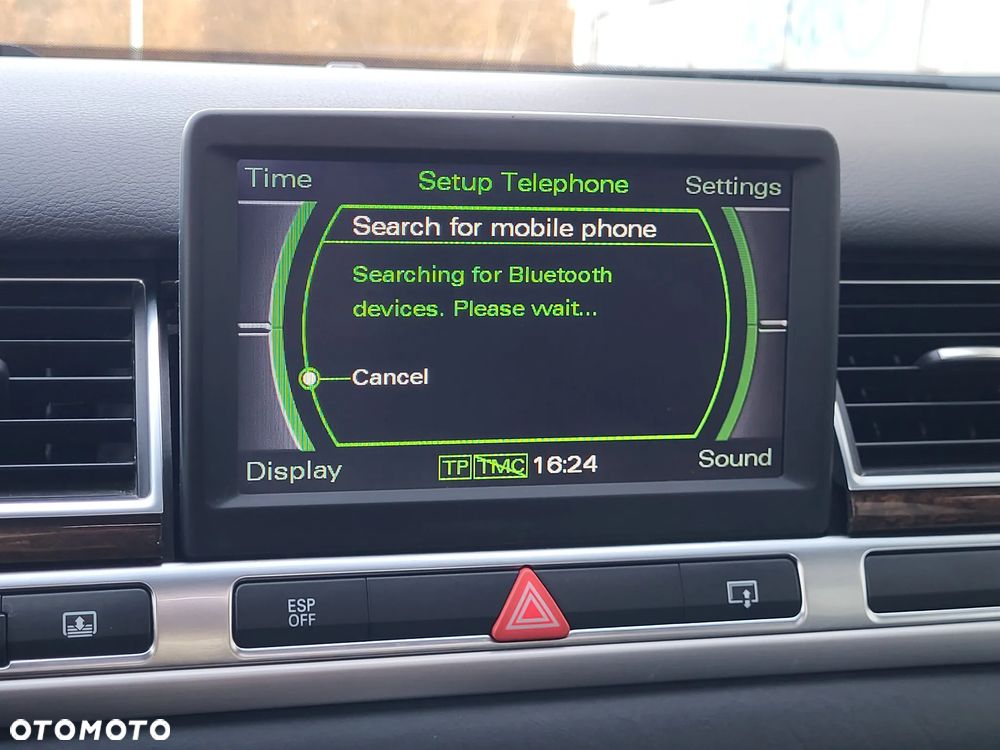 Time Setup Telephone Settings
Search for mobile phone
Searching for Bluetooth
devices. Please wait...
Cancel
Display TP TMC 16:24 Sound
ESP
OFF
OTOMOTO